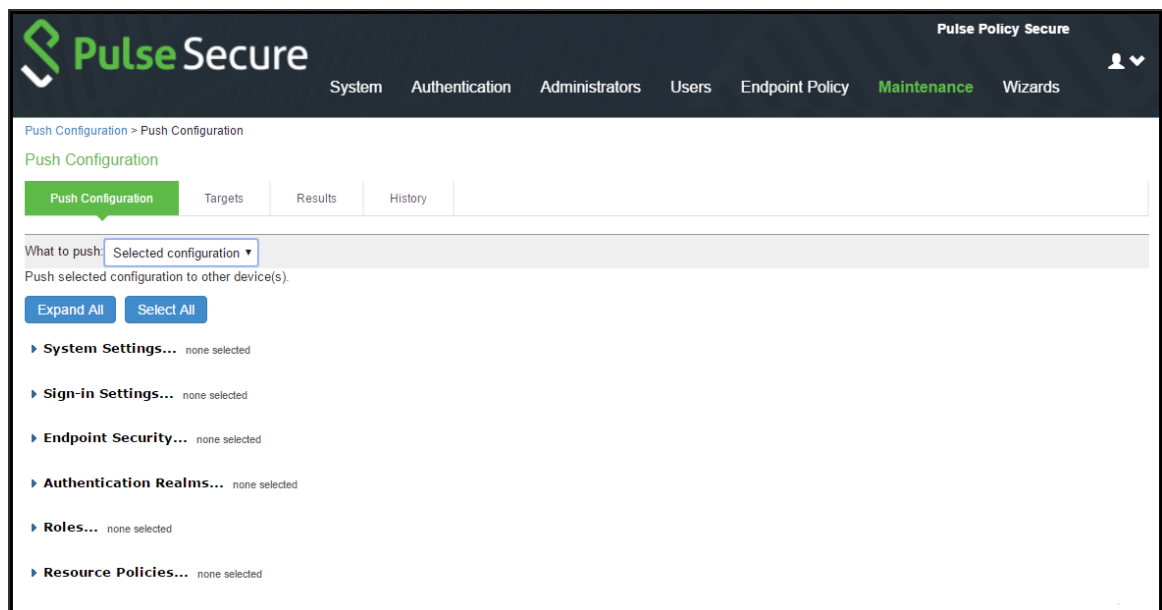 Pulse Policy Secure
Pulse Secure
System Authentication Administrators Users Endpoint Policy Maintenance Wizards
Push Configuration > Push Configuration
Push Configuration
Push Configuration Targets Results History
What to push: Selected configuration
Push selected configuration to other device(s).
Expand All Select All
System Settings... none selected
Sign-in Settings... none selected
Endpoint Security... none selected
Authentication Realms... none selected
Roles... none selected
Resource Policies... none selected